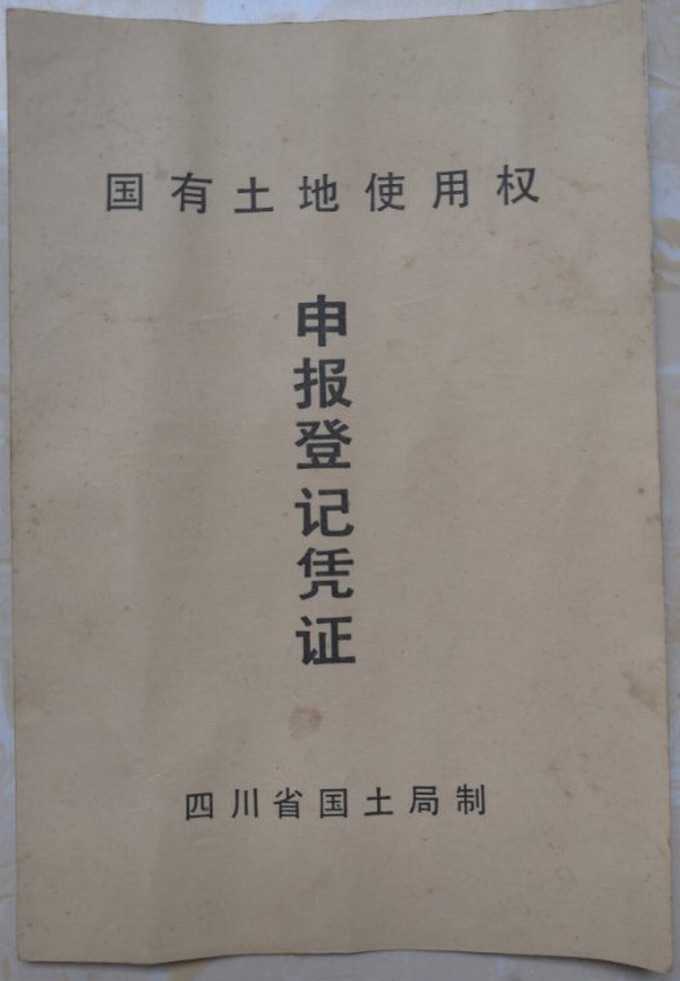 国有土地使用权
申报登记凭证
四川省国土局制